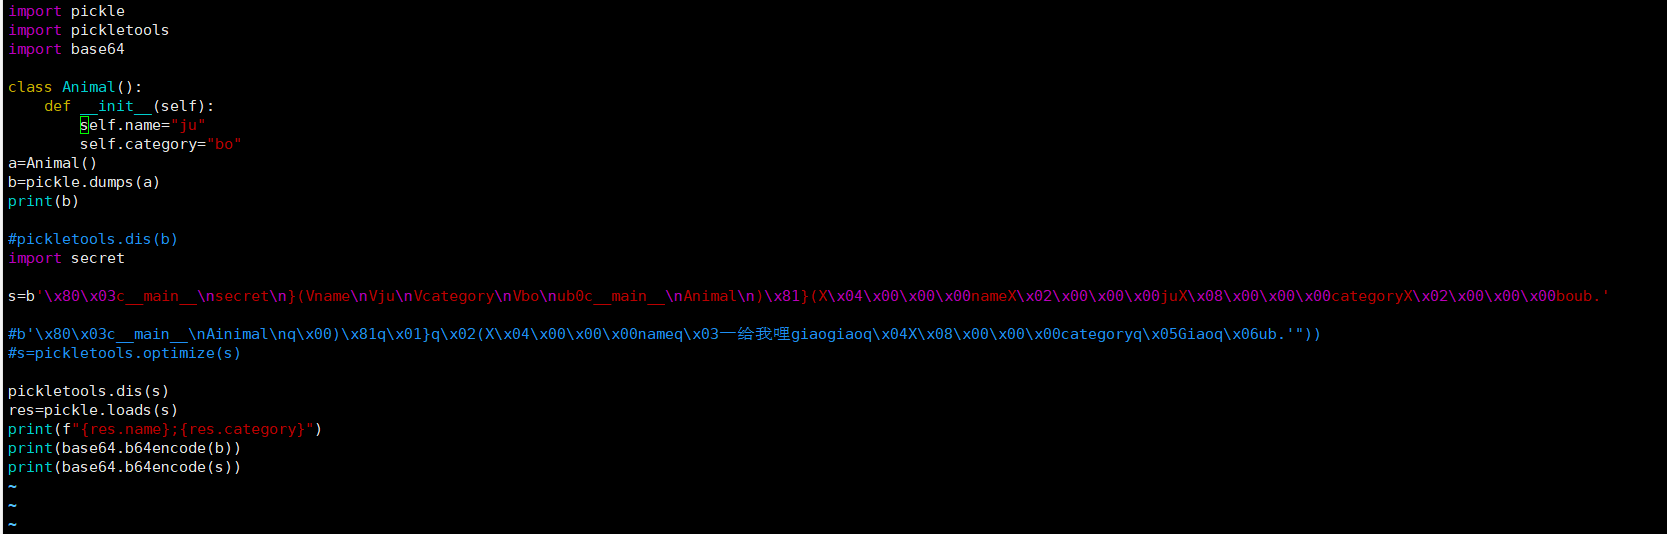 import pickle
import pickletools
import base64
class Animal():
    def __init__(self):
        self.name="ju"
        self.category="bo"
a=Animal()
b=pickle.dumps(a)
print(b)
#pickletools.dis(b)
import secret
s=b'\x80\x03c__main__\nsecret\n}(Vname\nVju\nVcategory\nVbo\nub0c__main__\nAnimal\n)\x81}(X\x04\x00\x00\x00nameX\x02\x00\x00\x00juX\x08\x00\x00\x00categoryX\x02\x00\x00\x00boub.'
#b'\x80\x03c__main__\nAinimal\nq\x00)\x81q\x01}q\x02(X\x04\x00\x00\x00nameq\x03一给我哩giaogiaoq\x04X\x08\x00\x00\x00categoryq\x05Giaoq\x06ub.'"))
#s=pickletools.optimize(s)
pickletools.dis(s)
res=pickle.loads(s)
print(f"{res.name};{res.category}")
print(base64.b64encode(b))
print(base64.b64encode(s))
~
~
~